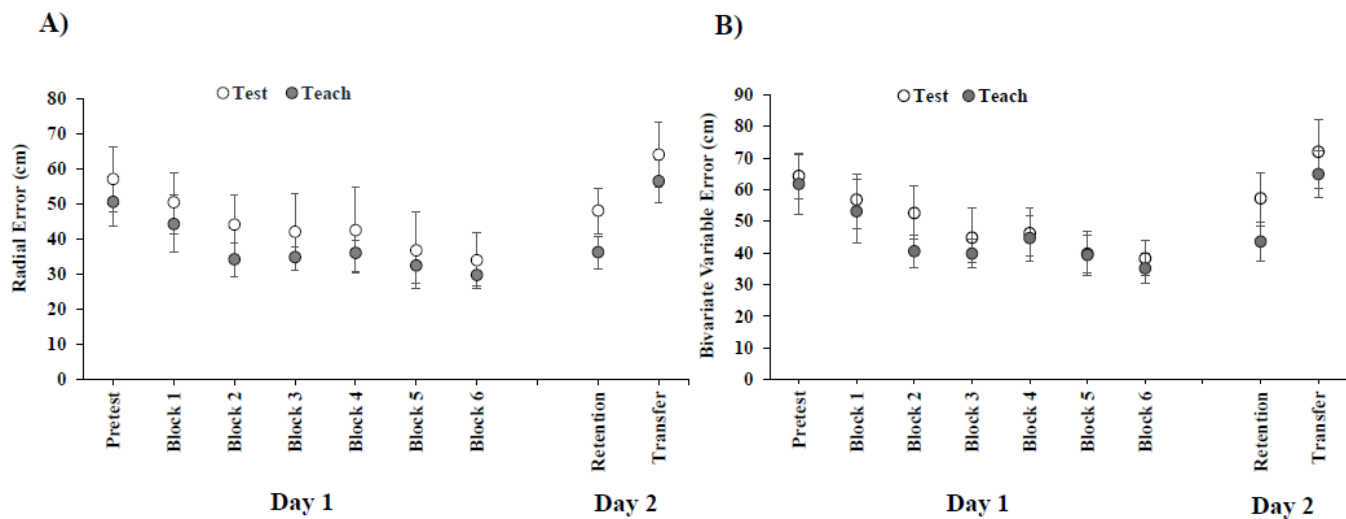 A)
Test Teach
Radial Error (cm)
80
70
60
50
40
30
20
10
0
Pretest
Block 1
Block 2
Block 3
Block 4
Block 5
Block 6
Retention
Transfer
Day 1
Day 2
B)
Test Teach
Bivariate Variable Error (cm)
90
80
70
60
50
40
30
20
10
0
Pretest
Block 1
Block 2
Block 3
Block 4
Block 5
Block 6
Retention
Transfer
Day 1
Day 2